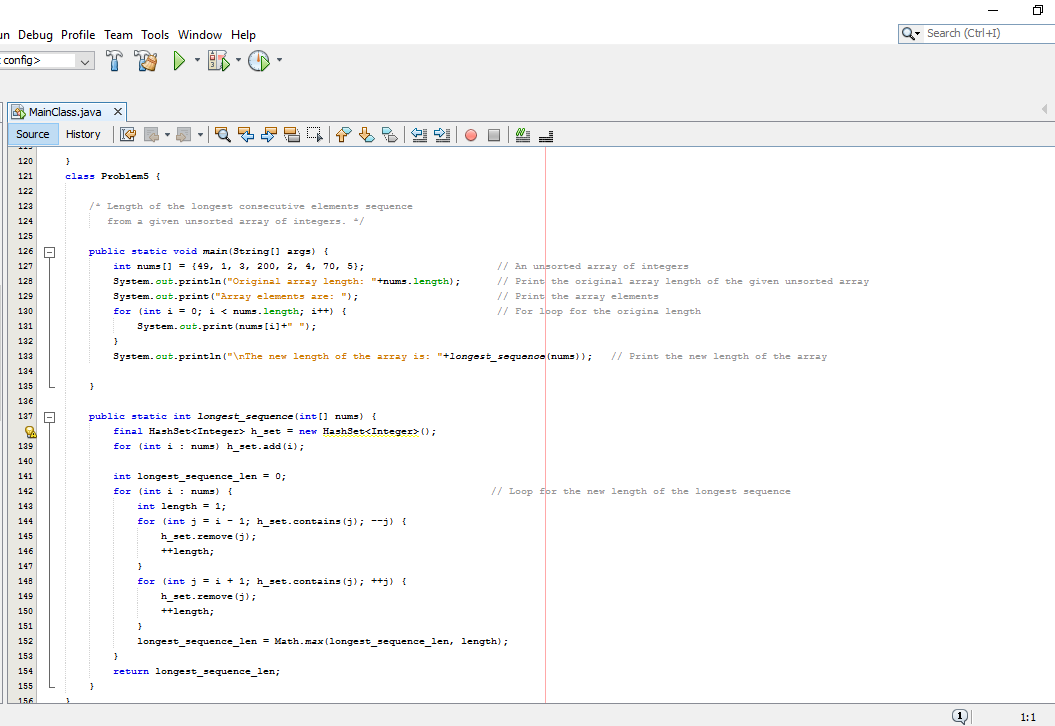 un Debug Profile Team Tools Window Help
Search (Ctrl+I)
config>
MainClass.java
Source History
120 }
121 class Problem5 {
122
123 /* Length of the longest consecutive elements sequence
124 from a given unsorted array of integers. */
125
126 public static void main(String[] args) {
127 int nums[] = {49, 1, 3, 200, 2, 4, 70, 5}; // An unsorted array of integers
128 System.out.println("Original array length: "+nums.length); // Print the original array length of the given unsorted array
129 System.out.print("Array elements are: "); // Print the array elements
130 for (int i = 0; i < nums.length; i++) { // For loop for the origina length
131 System.out.print(nums[i]+" ");
132 }
133 System.out.println("\nThe new length of the array is: "+longest_sequence(nums)); // Print the new length of the array
134
135 }
136
137 public static int longest_sequence(int[] nums) {
final HashSet<Integer> h_set = new HashSet<Integer>();
139 for (int i : nums) h_set.add(i);
140
141 int longest_sequence_len = 0;
142 for (int i : nums) { // Loop for the new length of the longest sequence
143 int length = 1;
144 for (int j = i - 1; h_set.contains(j); --j) {
145 h_set.remove(j);
146 ++length;
147 }
148 for (int j = i + 1; h_set.contains(j); ++j) {
149 h_set.remove(j);
150 ++length;
151 }
152 longest_sequence_len = Math.max(longest_sequence_len, length);
153 }
154 return longest_sequence_len;
155 }
156 }
1 1:1